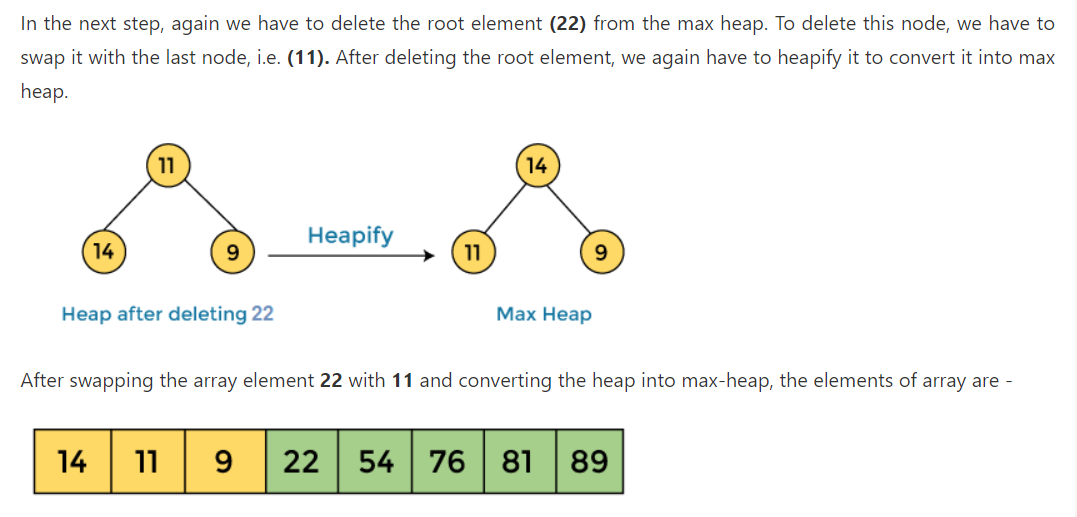 In the next step, again we have to delete the root element (22) from the max heap. To delete this node, we have to
swap it with the last node, i.e. (11). After deleting the root element, we again have to heapify it to convert it into max
heap.
11
14
14
9
Heapify
11
9
Heap after deleting 22
Max Heap
After swapping the array element 22 with 11 and converting the heap into max-heap, the elements of array are -
14 11 9 22 54 76 81 89